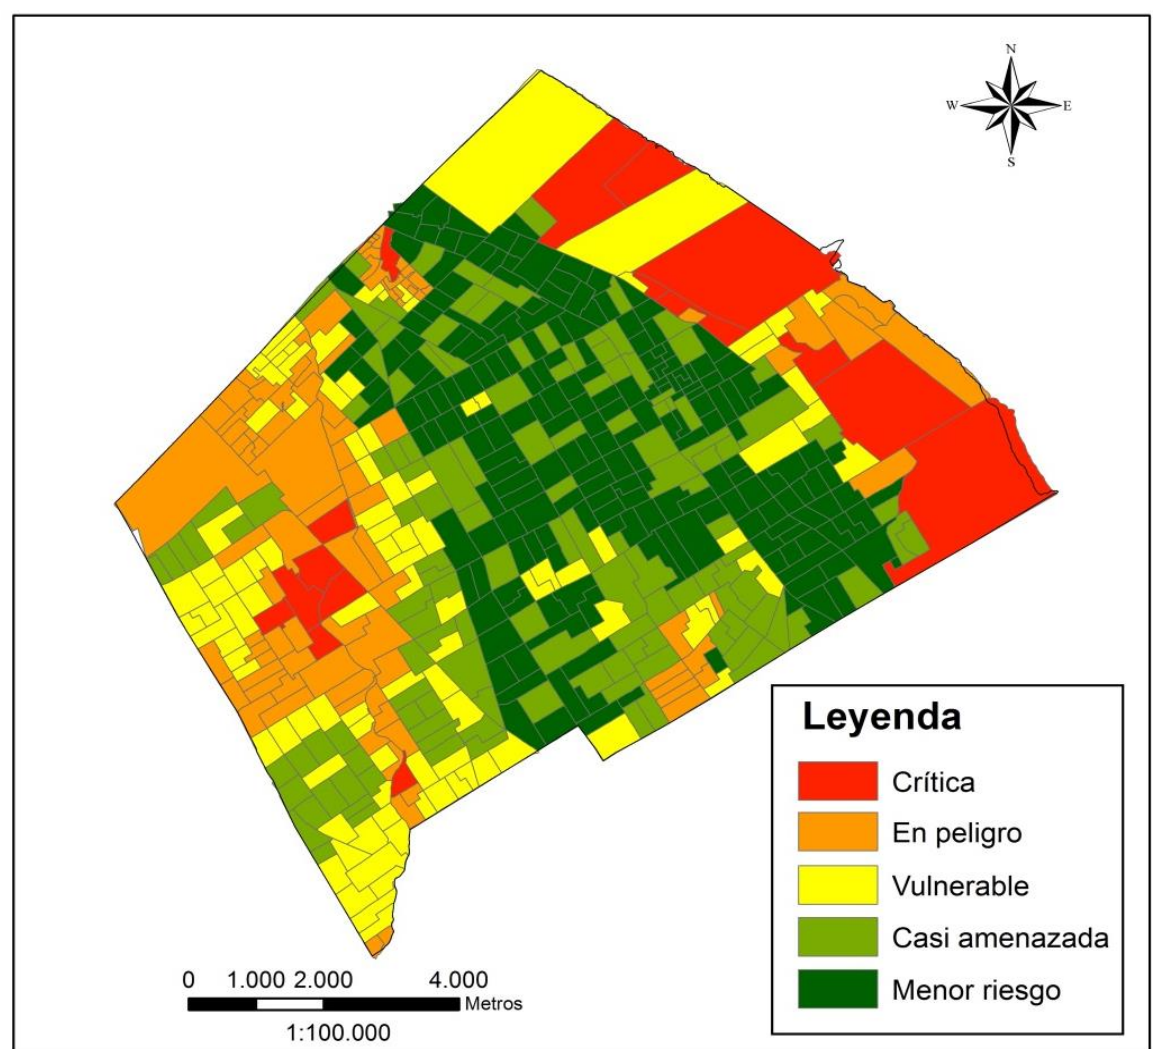 N
W E
S
Leyenda
Crítica
En peligro
Vulnerable
Casi amenazada
Menor riesgo
0 1.000 2.000 4.000
Metros
1:100.000